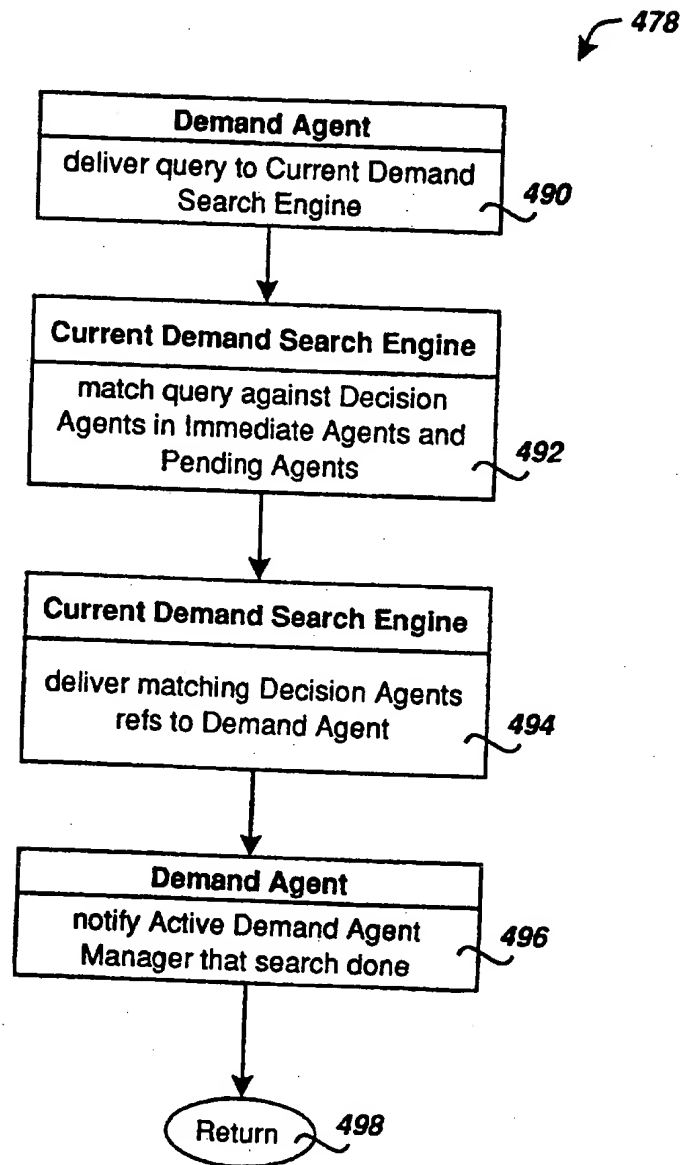 478
Demand Agent
deliver query to Current Demand
Search Engine
490
Current Demand Search Engine
match query against Decision
Agents in Immediate Agents and
Pending Agents
492
Current Demand Search Engine
deliver matching Decision Agents
refs to Demand Agent
494
Demand Agent
notify Active Demand Agent
Manager that search done
496
Return
498